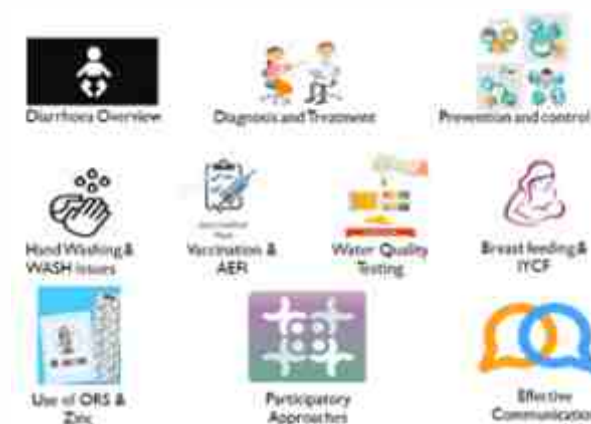 Diarrhoea Overview
Diagnosis and Treatment
Prevention and control
Hand Washing &
WASH issues
Vaccination &
AEFI
Water Quality
Testing
Breast feeding &
IYCF
Use of ORS &
Zinc
Participatory
Approaches
Effective
Communication